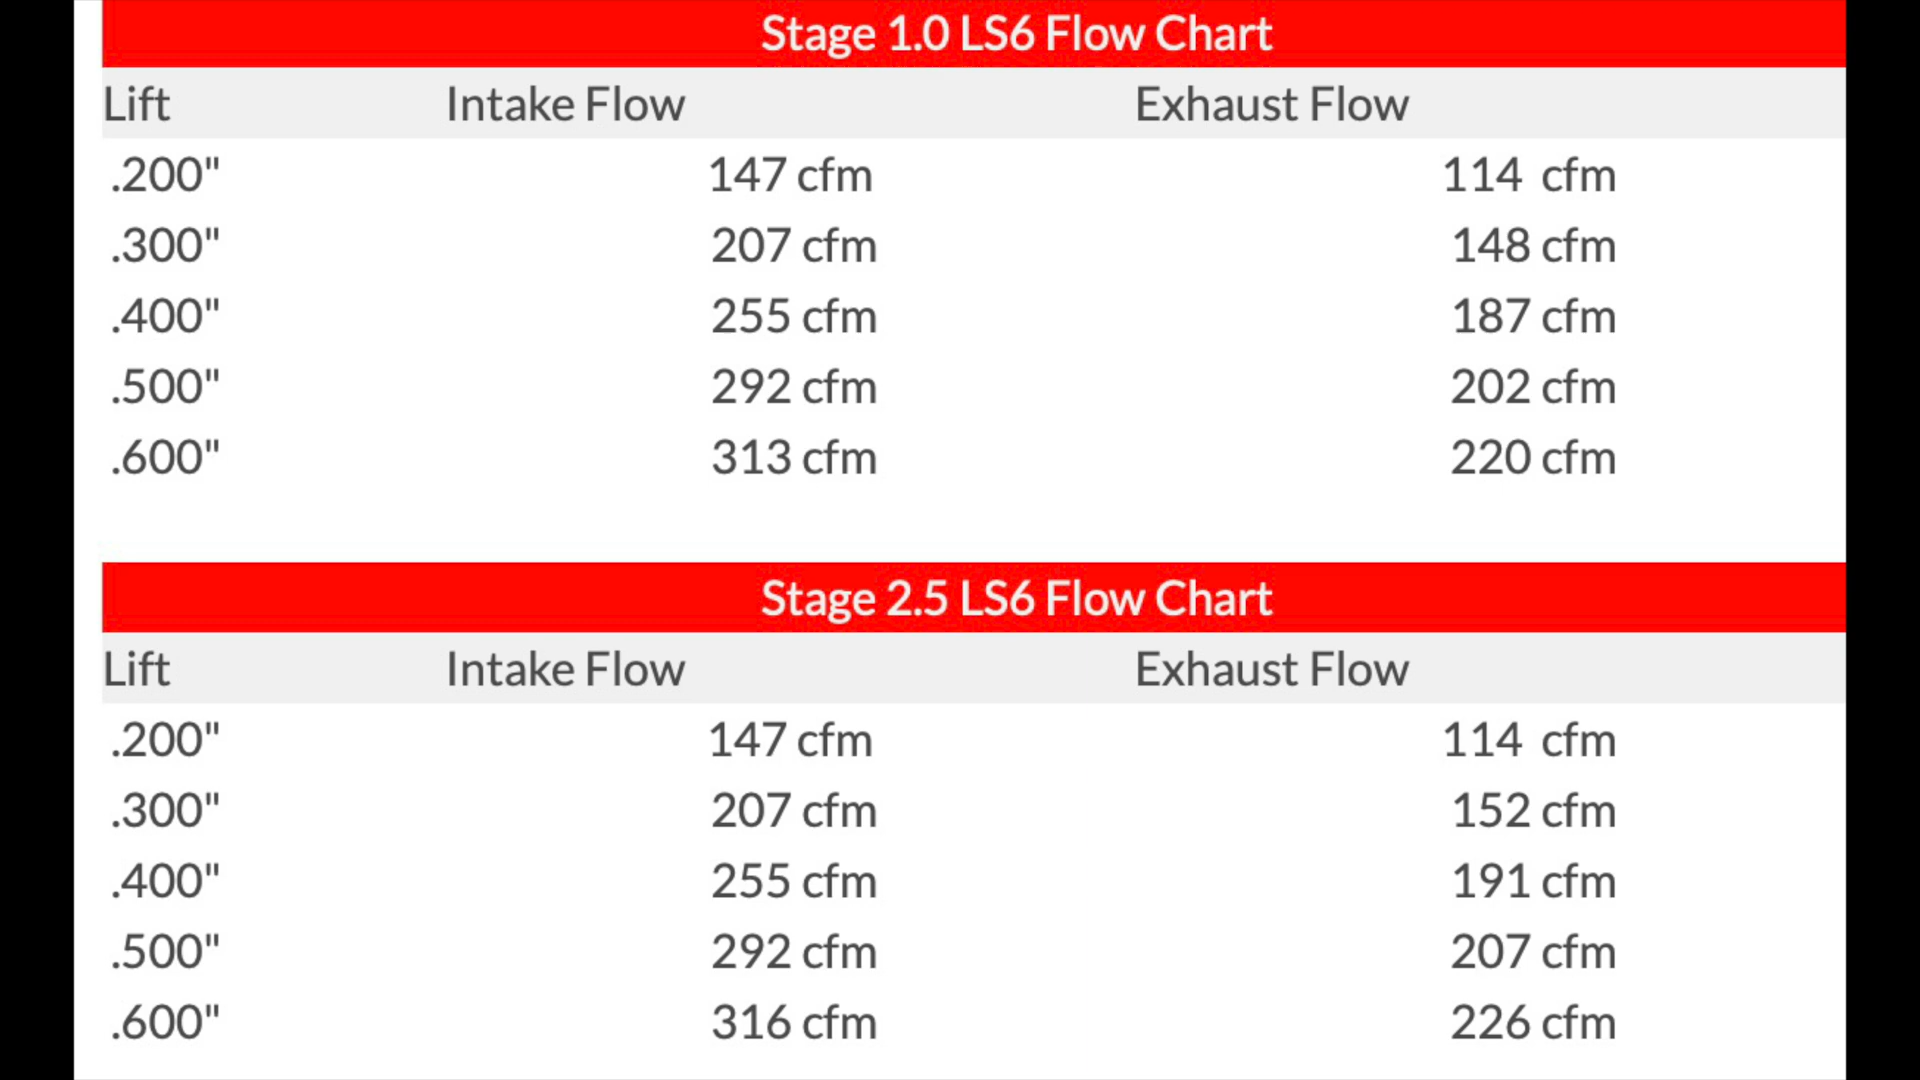 Stage 1.0 LS6 Flow Chart
Lift Intake Flow Exhaust Flow
.200" 147 cfm 114 cfm
.300" 207 cfm 148 cfm
.400" 255 cfm 187 cfm
.500" 292 cfm 202 cfm
.600" 313 cfm 220 cfm
Stage 2.5 LS6 Flow Chart
Lift Intake Flow Exhaust Flow
.200" 147 cfm 114 cfm
.300" 207 cfm 152 cfm
.400" 255 cfm 191 cfm
.500" 292 cfm 207 cfm
.600" 316 cfm 226 cfm